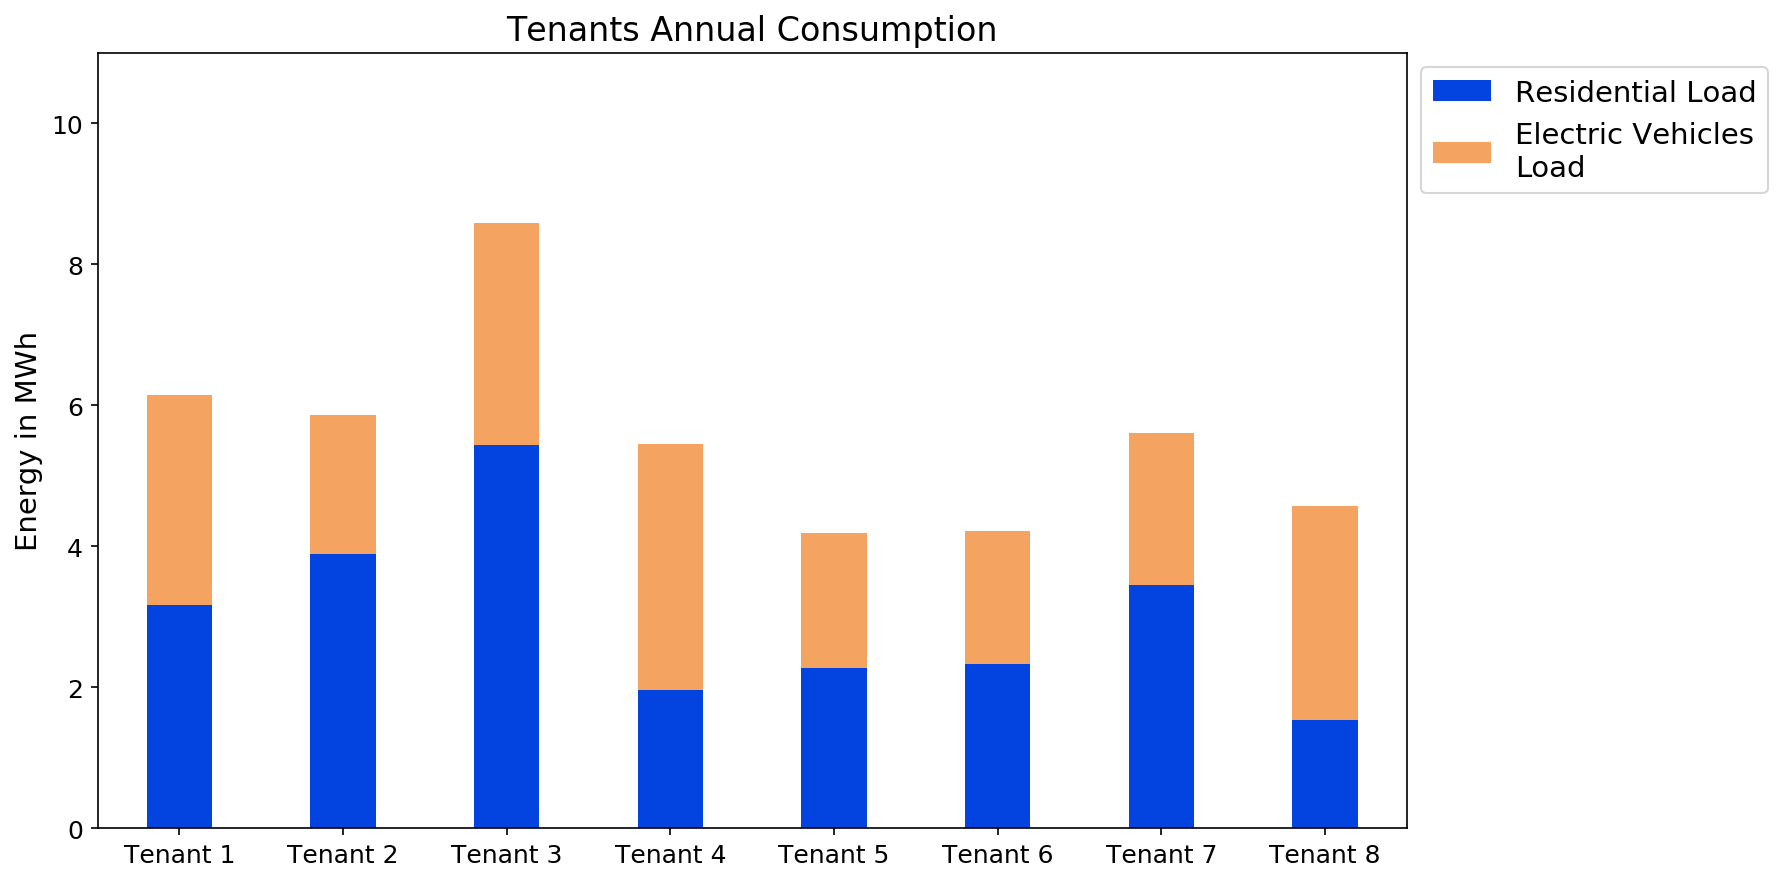 Tenants Annual Consumption
Residential Load
Electric Vehicles
Load
Energy in MWh
10
8
6
4
2
0
Tenant 1 Tenant 2 Tenant 3 Tenant 4 Tenant 5 Tenant 6 Tenant 7 Tenant 8